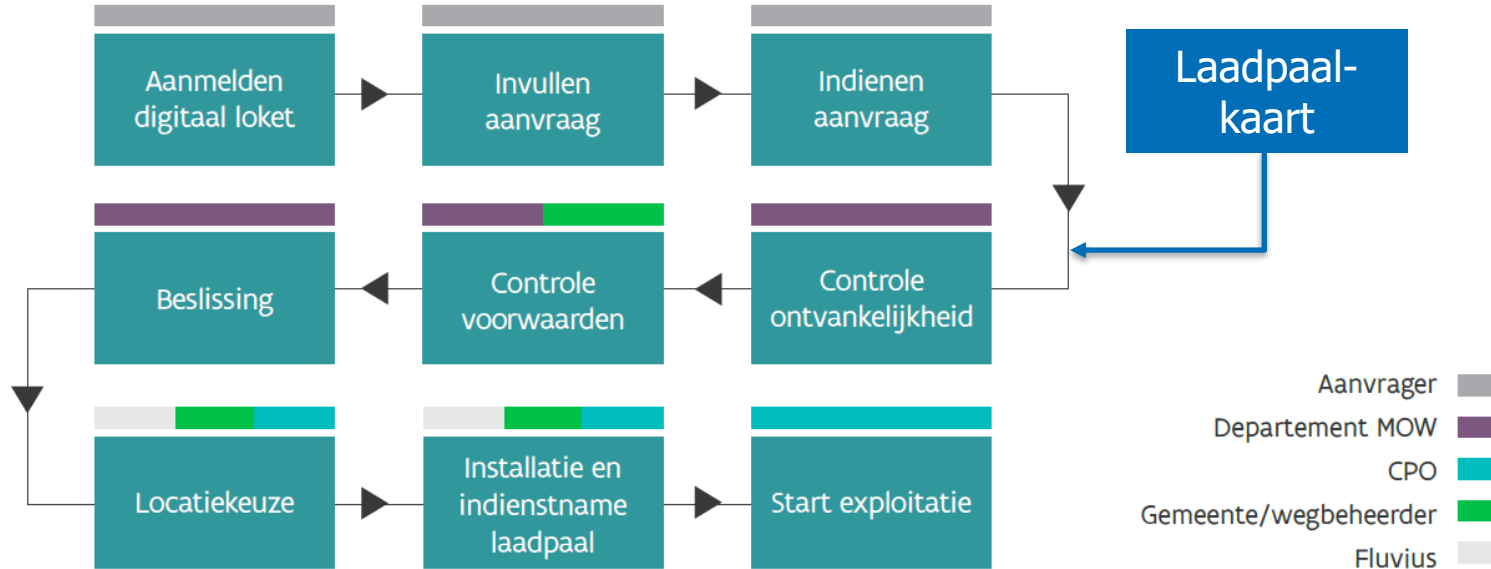 Aanmelden
digitaal loket
Invullen
aanvraag
Indienen
aanvraag
Laadpaal-
kaart
Beslissing
Controle
voorwaarden
Controle
ontvankelijkheid
Locatiekeuze
Installatie en
indienstname
laadpaal
Start exploitatie
Aanvrager
Departement MOW
CPO
Gemeente/wegbeheerder
Fluvius